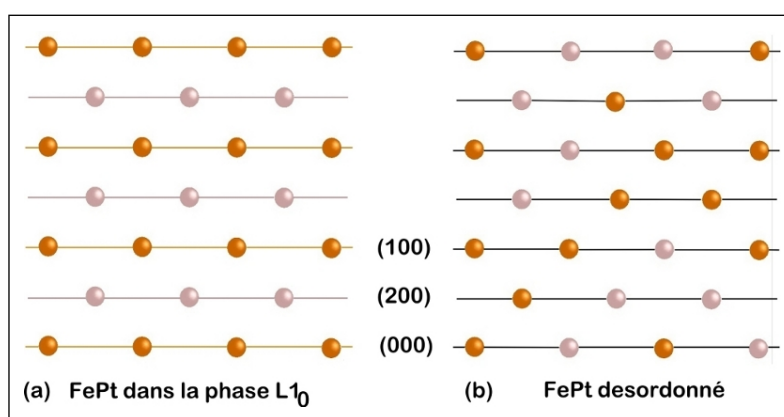 (100)
(200)
(000)
(a) FePt dans la phase L1₀
(b) FePt desordonné